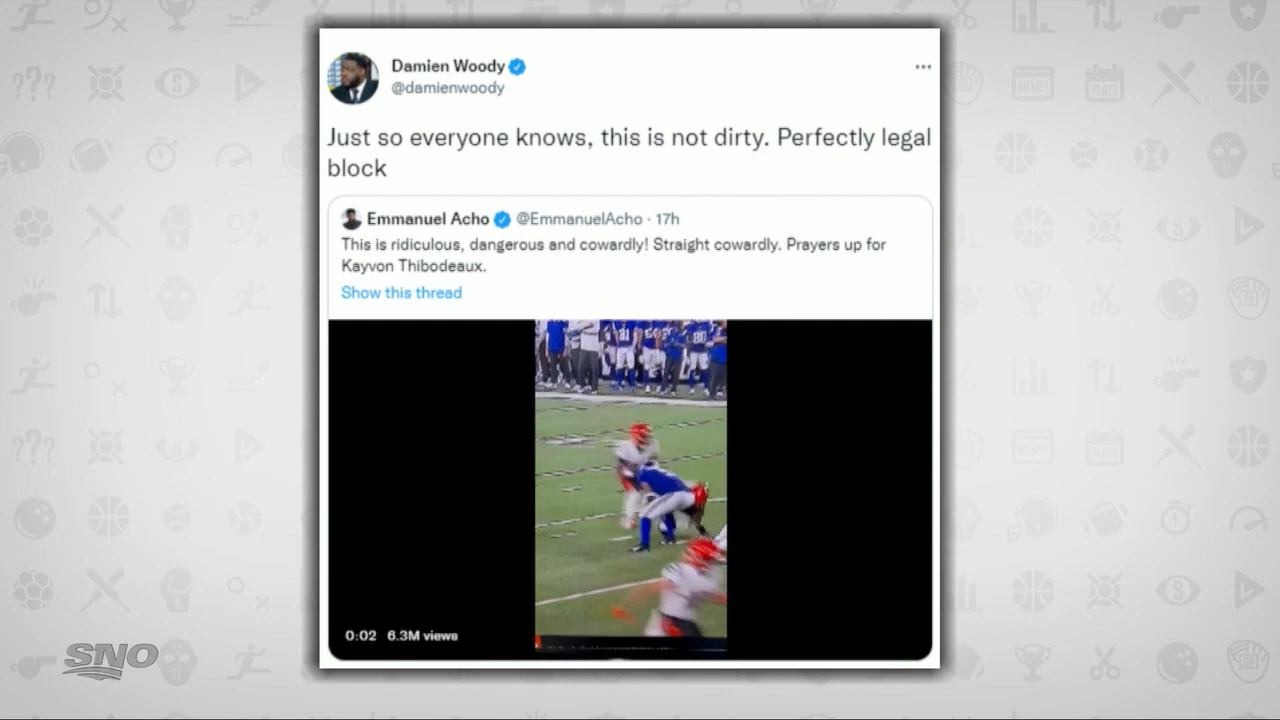 Damien Woody
@damienwoody
Just so everyone knows, this is not dirty. Perfectly legal
block
Emmanuel Acho @EmmanuelAcho · 17h
This is ridiculous, dangerous and cowardly! Straight cowardly. Prayers up for
Kayvon Thibodeaux.
Show this thread
81
80
0:02 6.3M views
SNO